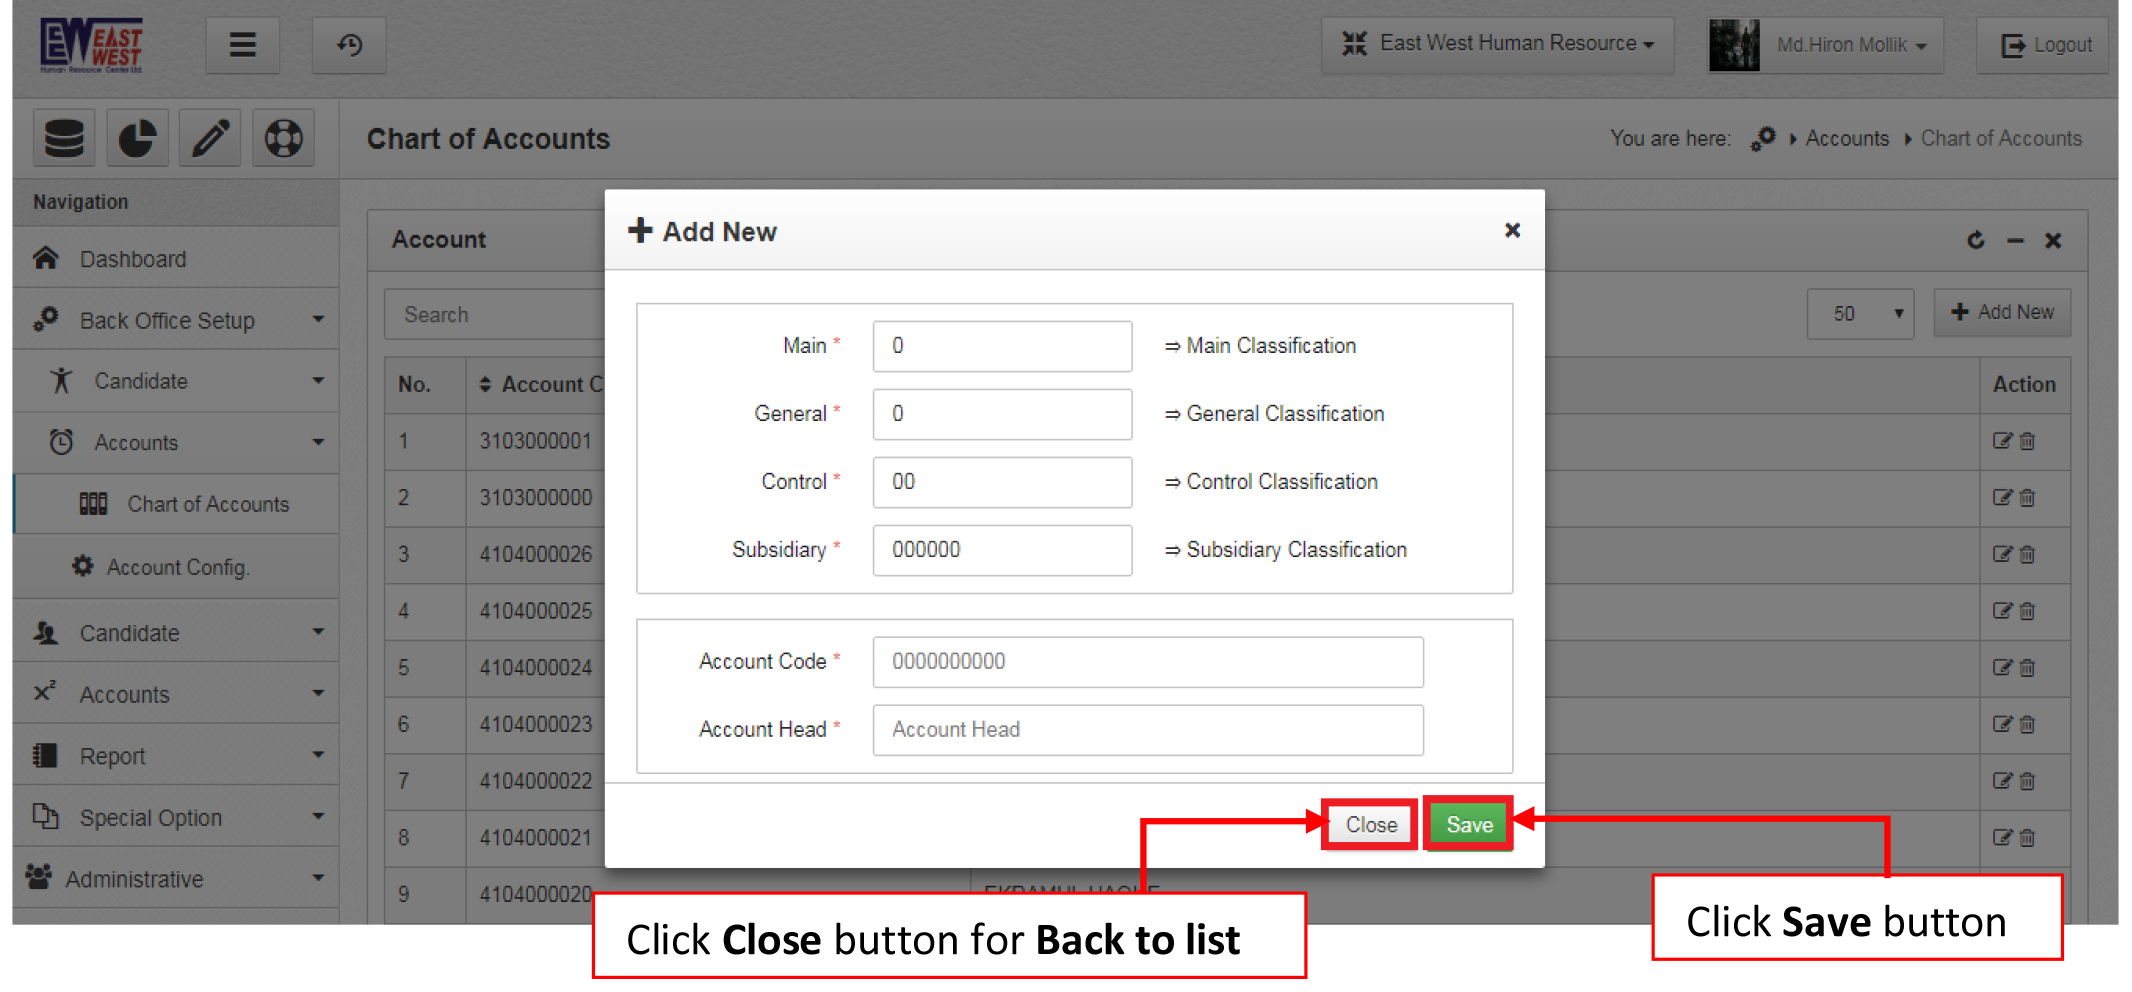 EW EAST
WEST
Human Resource Center Ltd.
East West Human Resource
Md.Hiron Mollik
Logout
Chart of Accounts
You are here: Accounts Chart of Accounts
Navigation
Dashboard
Back Office Setup
Candidate
Accounts
Chart of Accounts
Account Config.
Candidate
X² Accounts
Report
Special Option
Administrative
Account
Search
50
Add New
No. Account C Action
1 3103000001
2 3103000000
3 4104000026
4 4104000025
5 4104000024
6 4104000023
7 4104000022
8 4104000021
9 4104000020
Add New
Main * 0 ⇒ Main Classification
General * 0 ⇒ General Classification
Control * 00 ⇒ Control Classification
Subsidiary * 000000 ⇒ Subsidiary Classification
Account Code * 0000000000
Account Head * Account Head
Close Save
Click Close button for Back to list
Click Save button